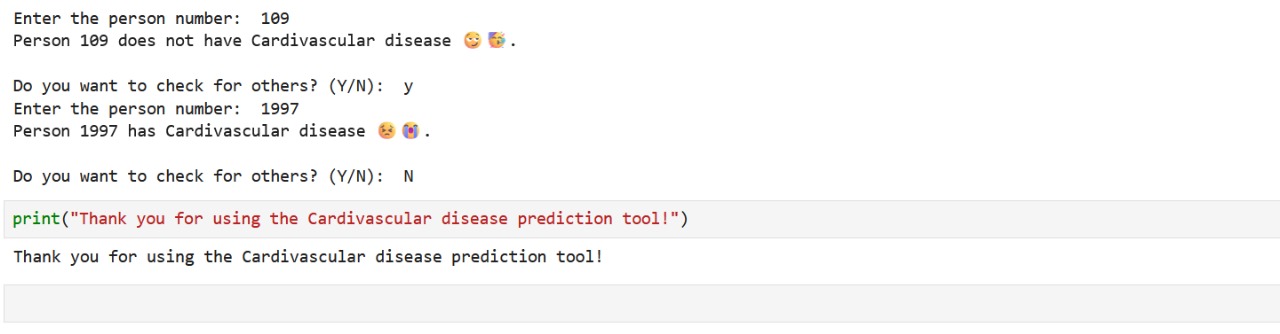 Enter the person number:  109
Person 109 does not have Cardivascular disease 🙄🥳.
Do you want to check for others? (Y/N):  y
Enter the person number:  1997
Person 1997 has Cardivascular disease 😣😭.
Do you want to check for others? (Y/N):  N
print("Thank you for using the Cardivascular disease prediction tool!")
Thank you for using the Cardivascular disease prediction tool!